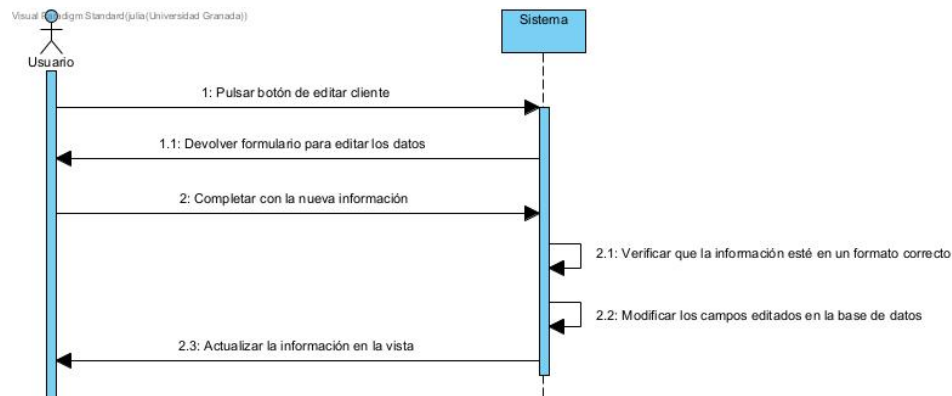 Visual Paradigm Standard(julia(Universidad Granada))
Sistema
Usuario
1: Pulsar botón de editar cliente
1.1: Devolver formulario para editar los datos
2: Completar con la nueva información
2.1: Verificar que la información esté en un formato correcto
2.2: Modificar los campos editados en la base de datos
2.3: Actualizar la información en la vista